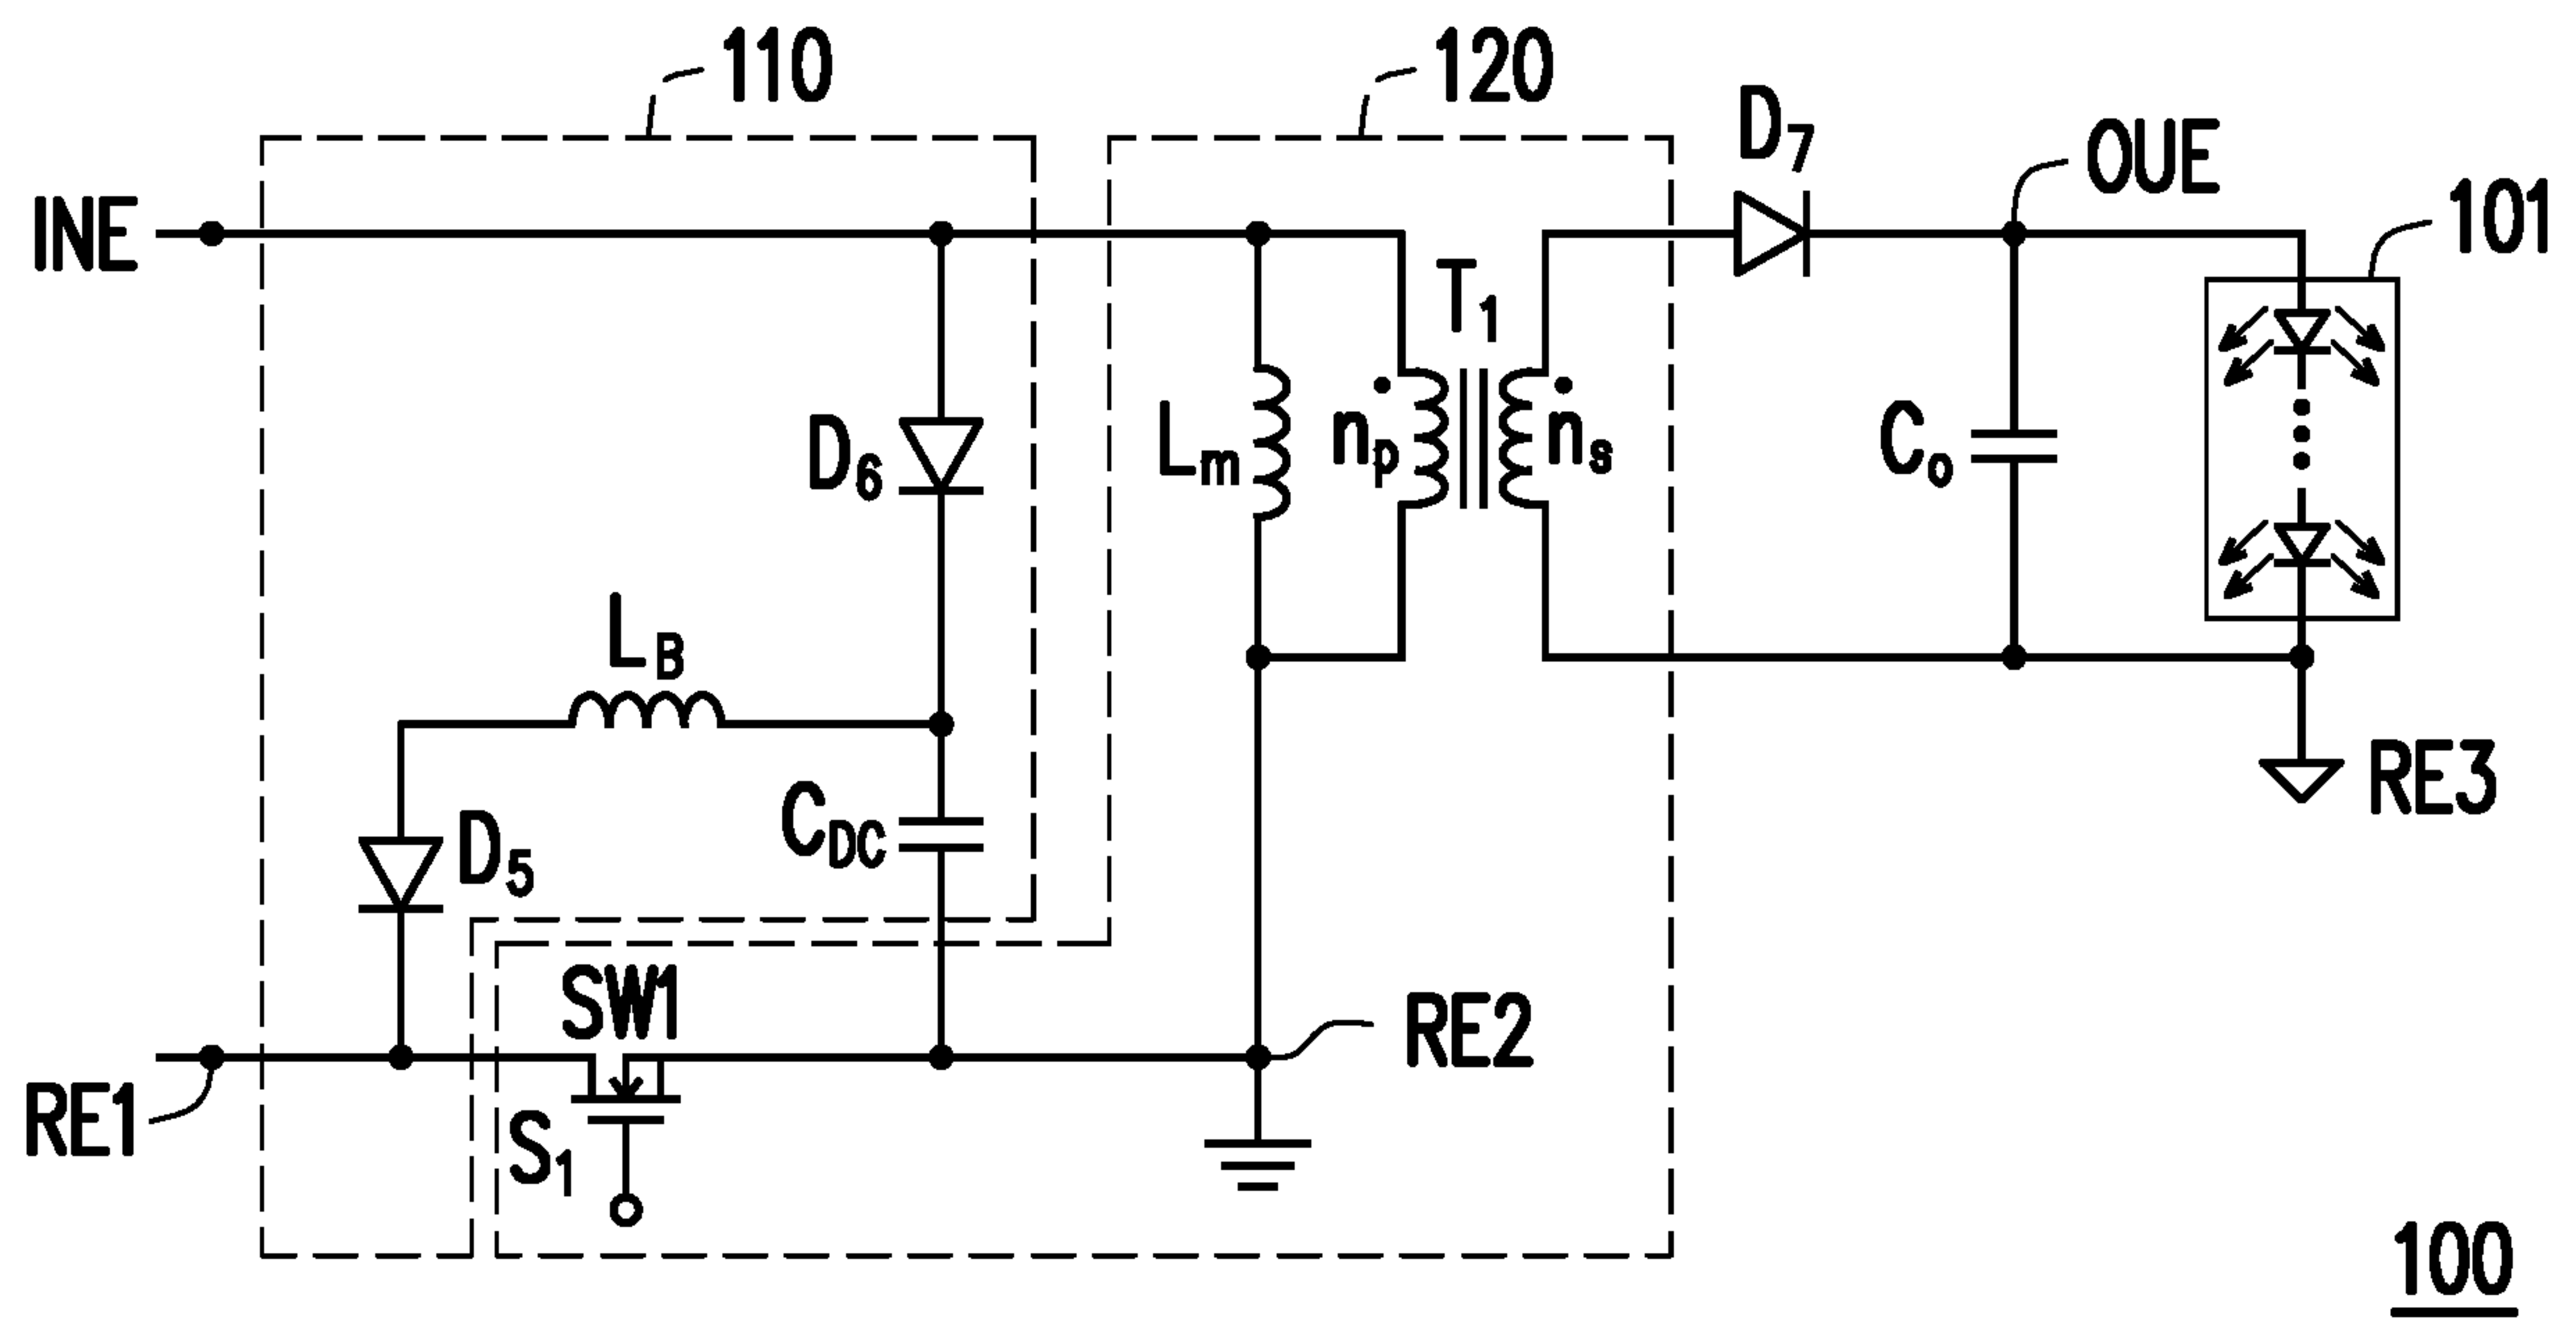 110
120
D7
OUE
101
INE
T1
D6
Lm
np
ns
Co
LB
CDC
D5
RE3
SW1
RE2
RE1
S1
100